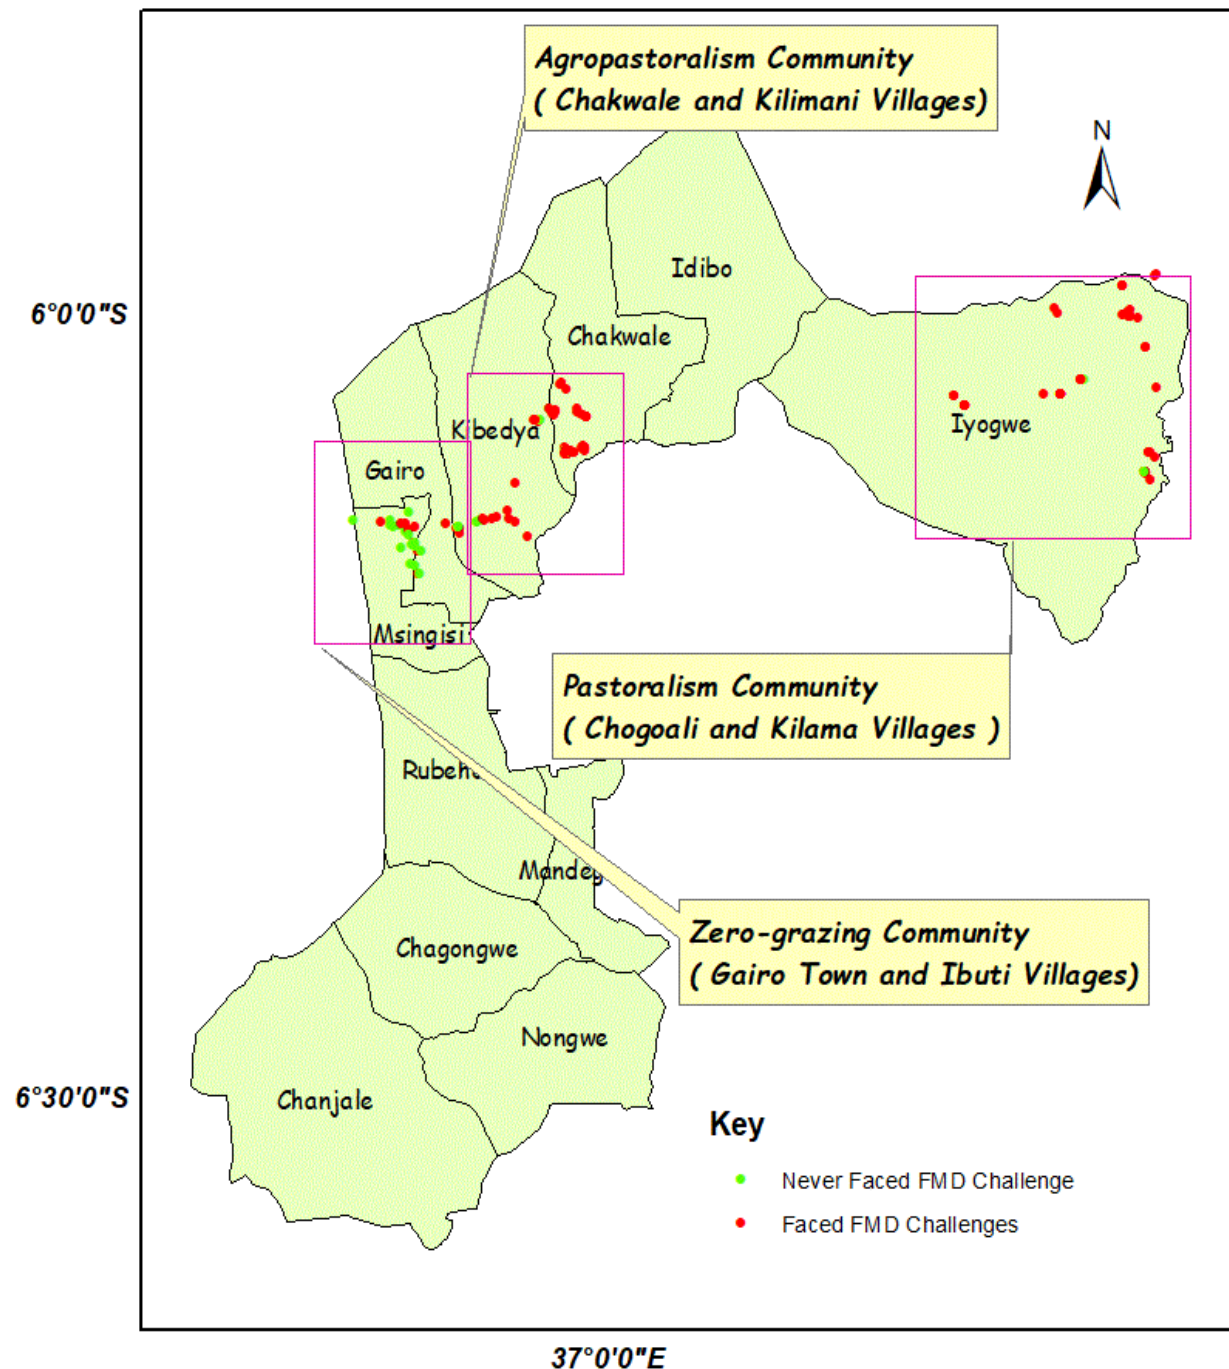 Agropastoralism Community
( Chakwale and Kilimani Villages)
N
Idibo
6°0'0"S
Chakwale
Kibedya
Iyogwe
Gairo
Msingisi
Pastoralism Community
( Chogoali and Kilama Villages )
Zero-grazing Community
( Gairo Town and Ibuti Villages)
Chagongwe
Nongwe
6°30'0"S
Chanjale
Key
Never Faced FMD Challenge
Faced FMD Challenges
37°0'0"E